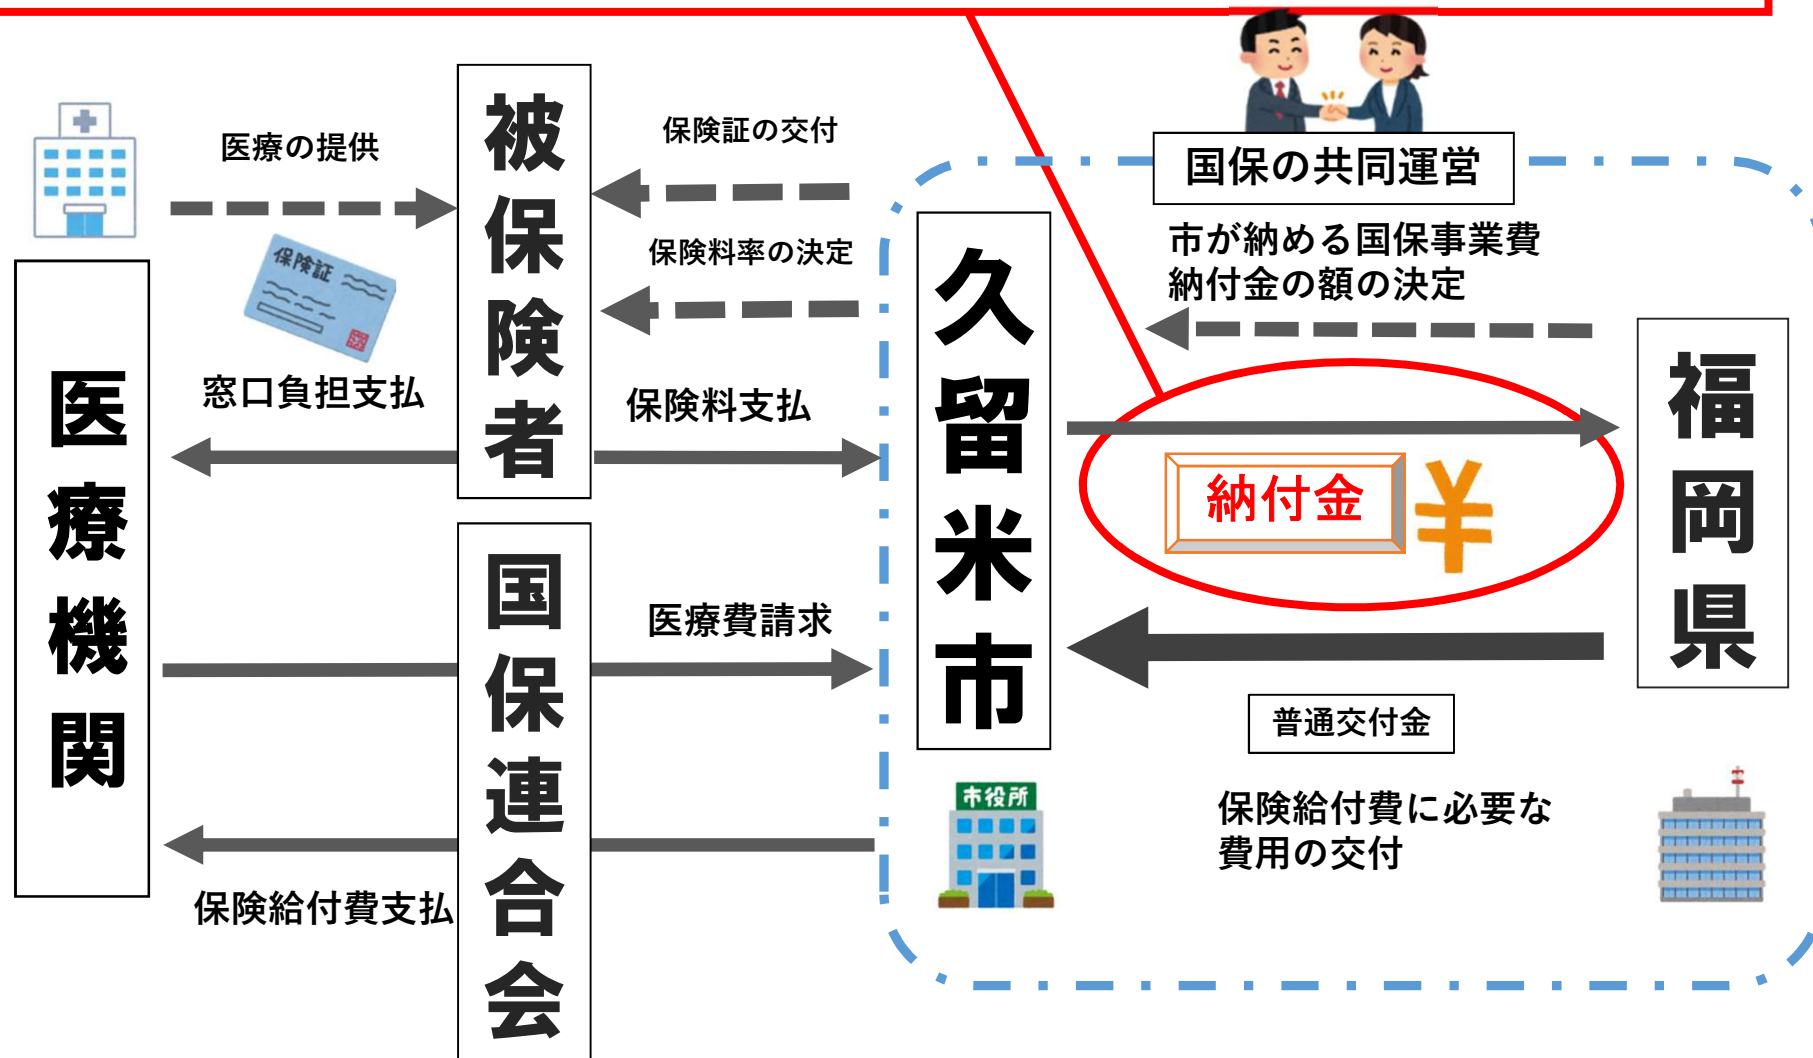 医療の提供
保険証
窓口負担支払
医療機関
被保険者
保険証の交付
保険料率の決定
保険料支払
国保連合会
医療費請求
保険給付費支払
国保の共同運営
久留米市
市が納める国保事業費
納付金の額の決定
納付金
¥
福岡県
普通交付金
保険給付費に必要な
費用の交付
市役所